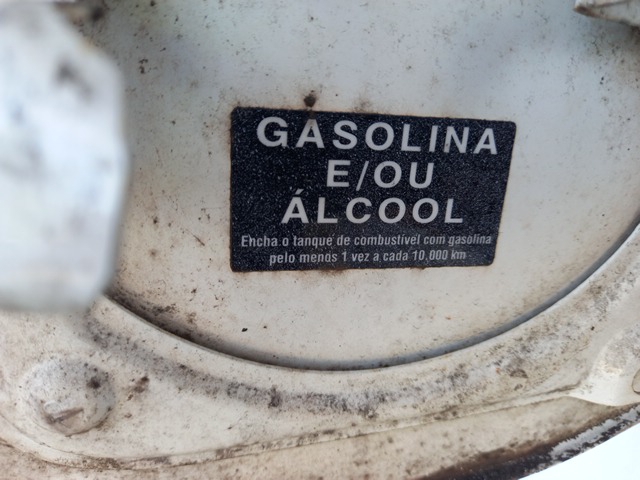 GASOLINA
E/OU
ÁLCOOL
Encha o tanque de combustível com gasolina
pelo menos 1 vez a cada 10.000 km